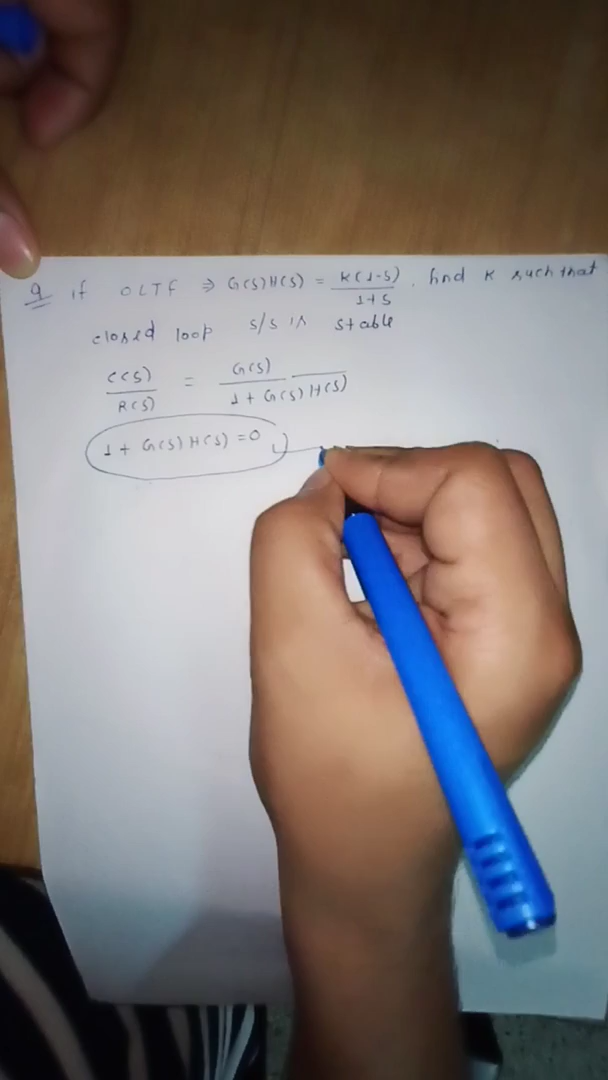 q if OLTF ⇒ G(S)H(S) = K(1-S) / 1+S . find K such that
closed loop s/s is stable
C(S) / R(S) = G(S) / 1 + G(S) H(S)
1 + G(S) H(S) = 0